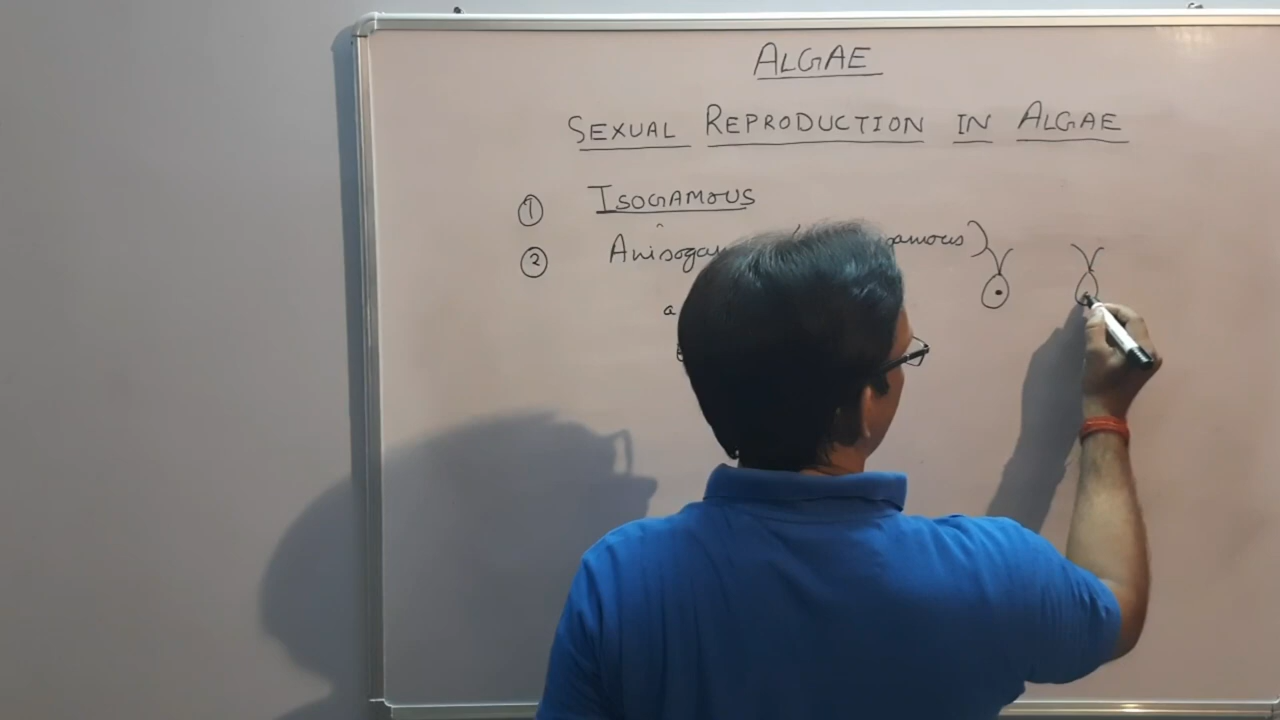 ALGAE
SEXUAL REPRODUCTION IN ALGAE
① ISOGAMOUS
②
a